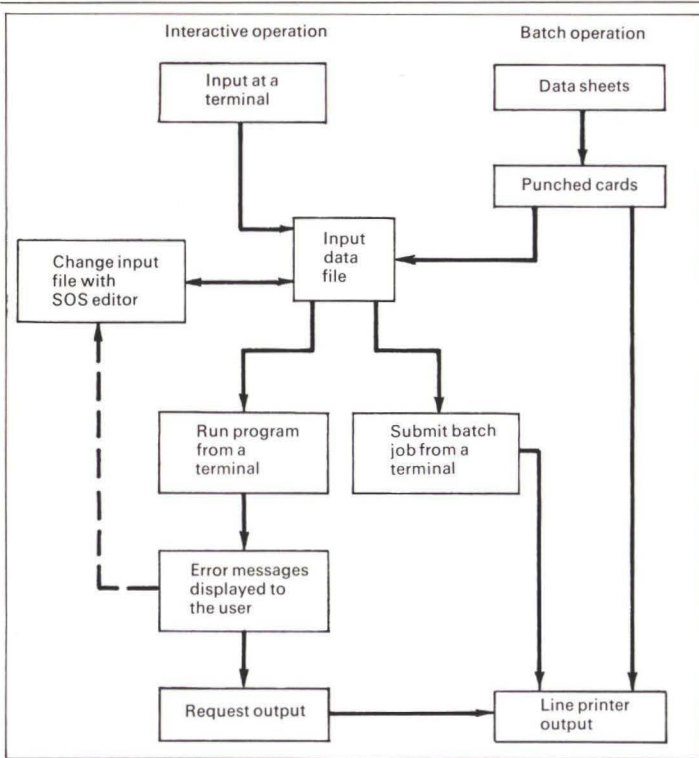 Interactive operation
Batch operation
Input at a
terminal
Data sheets
Punched cards
Input
data
file
Change input
file with
SOS editor
Run program
from a
terminal
Submit batch
job from a
terminal
Error messages
displayed to
the user
Request output
Line printer
output